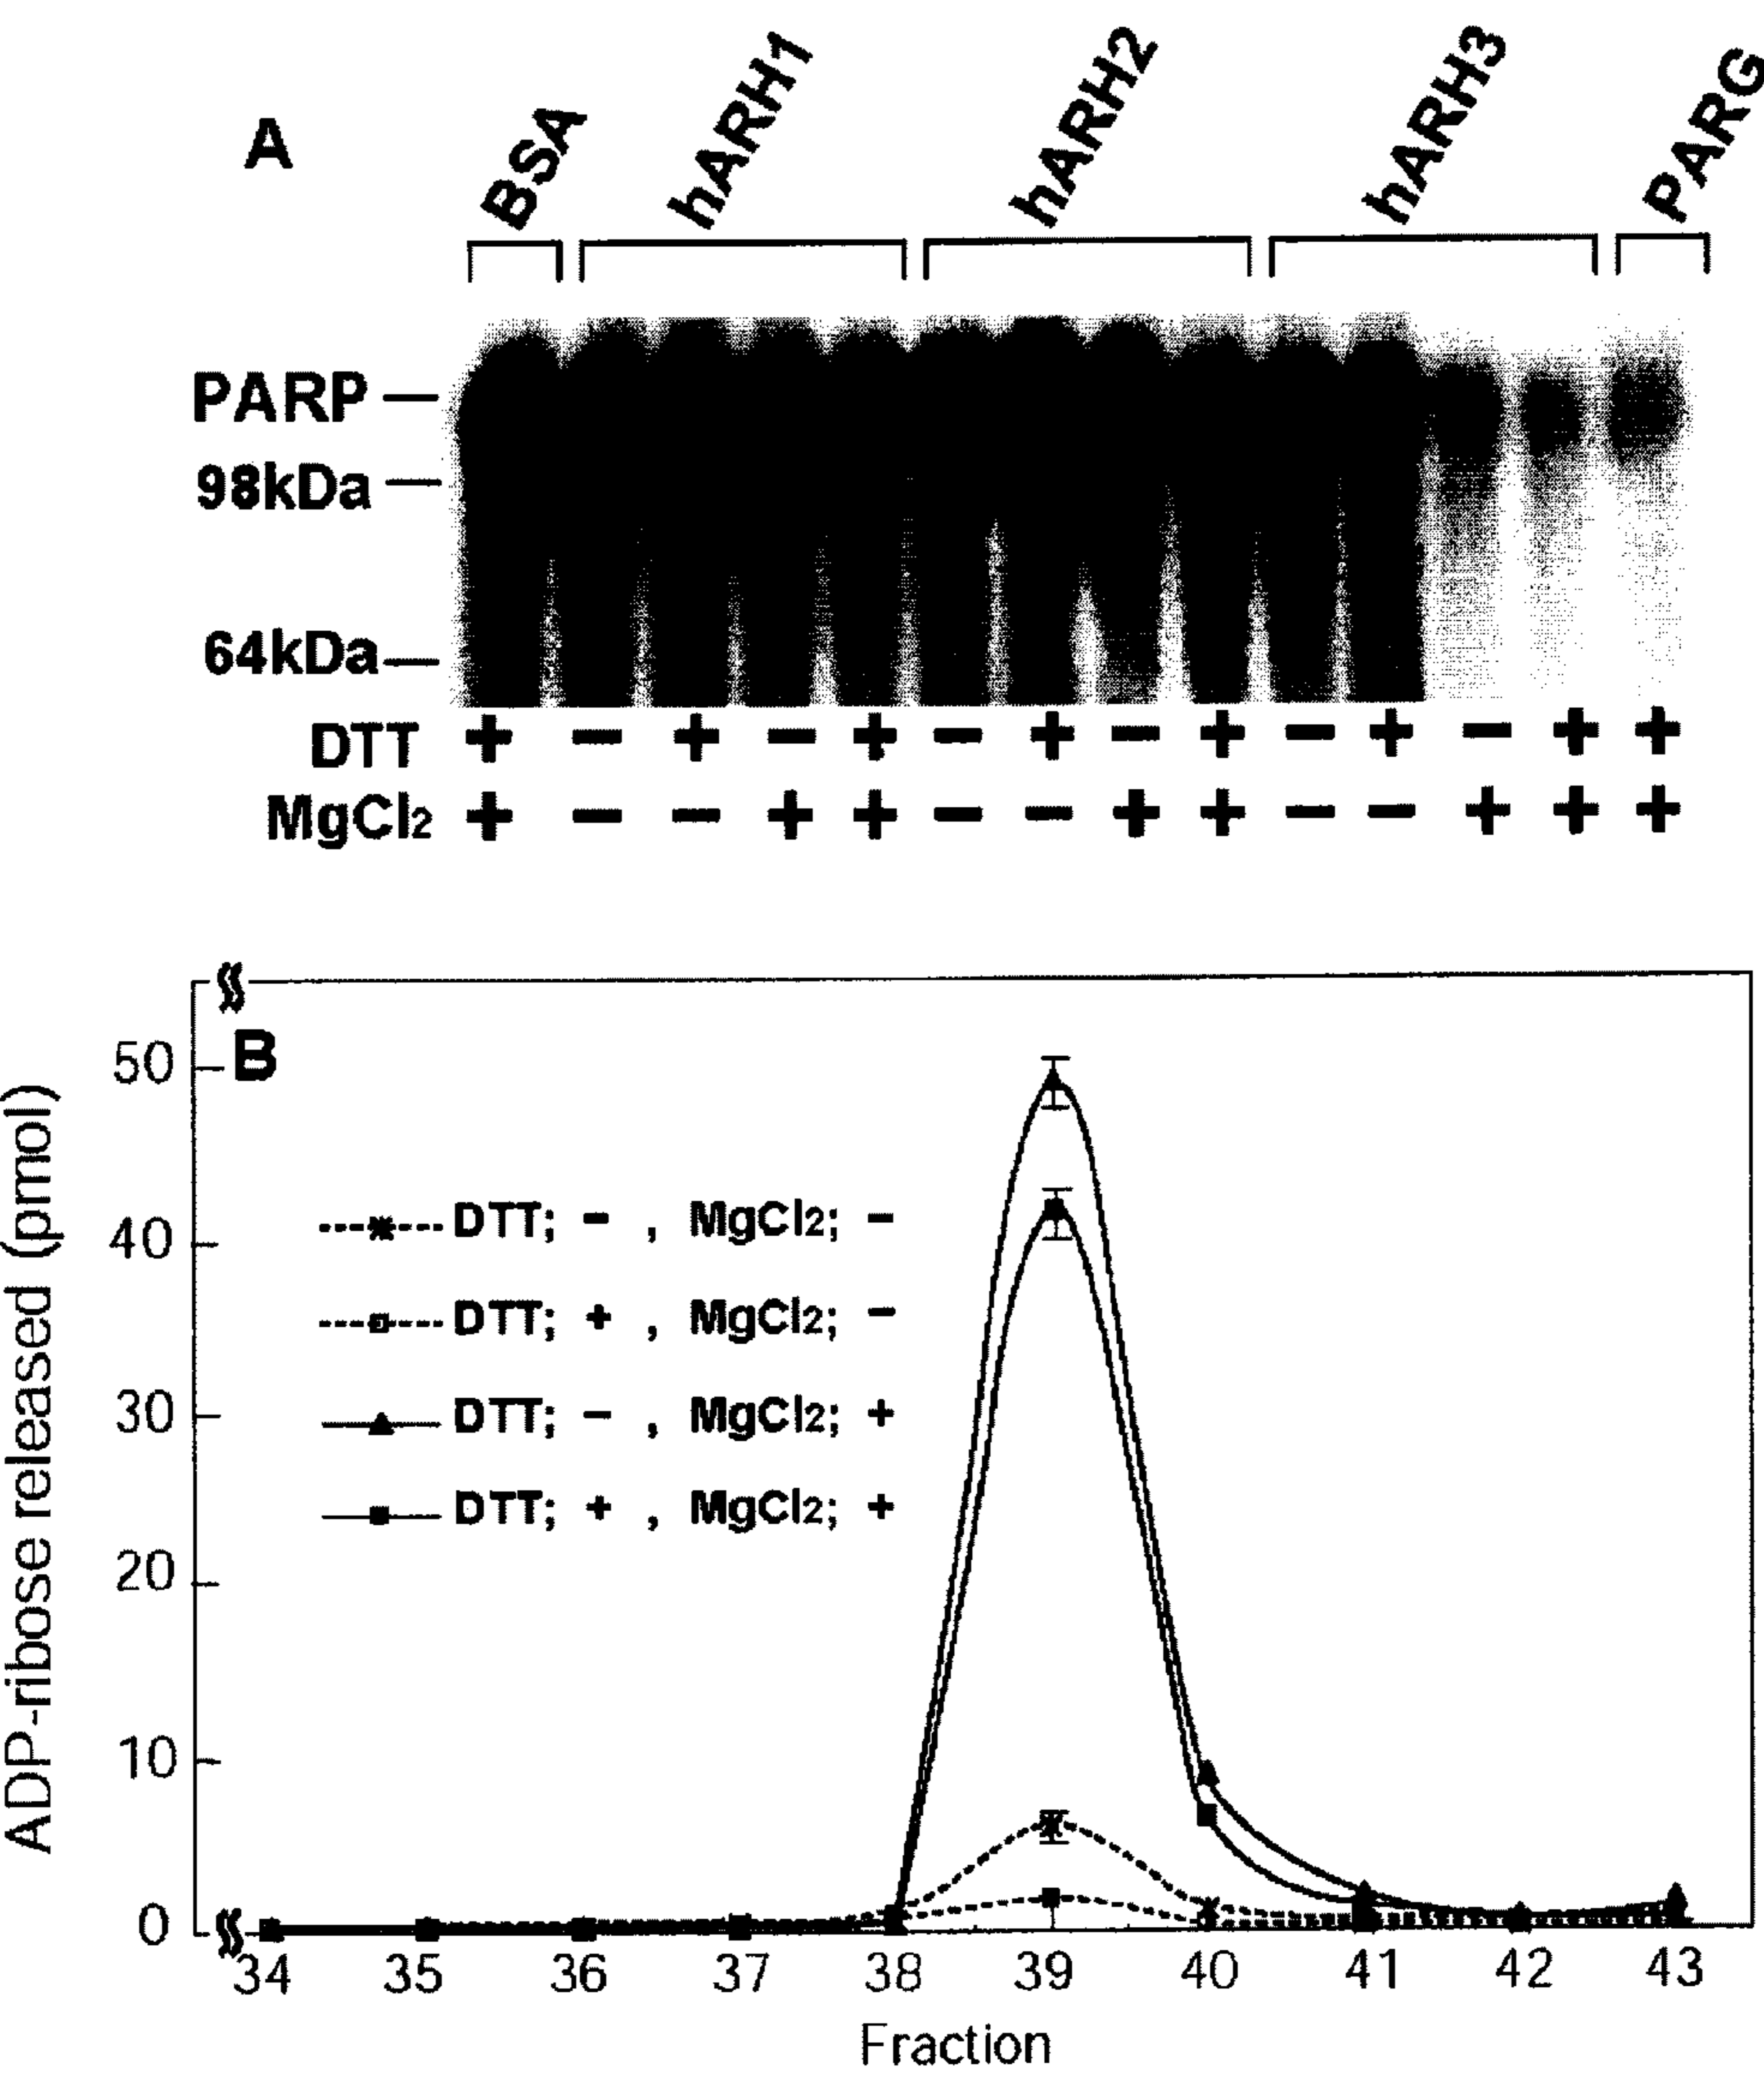 A
BSA hARH1 hARH2 hARH3 PARG
PARP
98kDa
64kDa
DTT + − + − + − + − + − + − + +
MgCl2 + − − + + − − + + − − + + +
B
ADP-ribose released (pmol)
50
40
30
20
10
0
DTT; − , MgCl2; −
DTT; + , MgCl2; −
DTT; − , MgCl2; +
DTT; + , MgCl2; +
34 35 36 37 38 39 40 41 42 43
Fraction